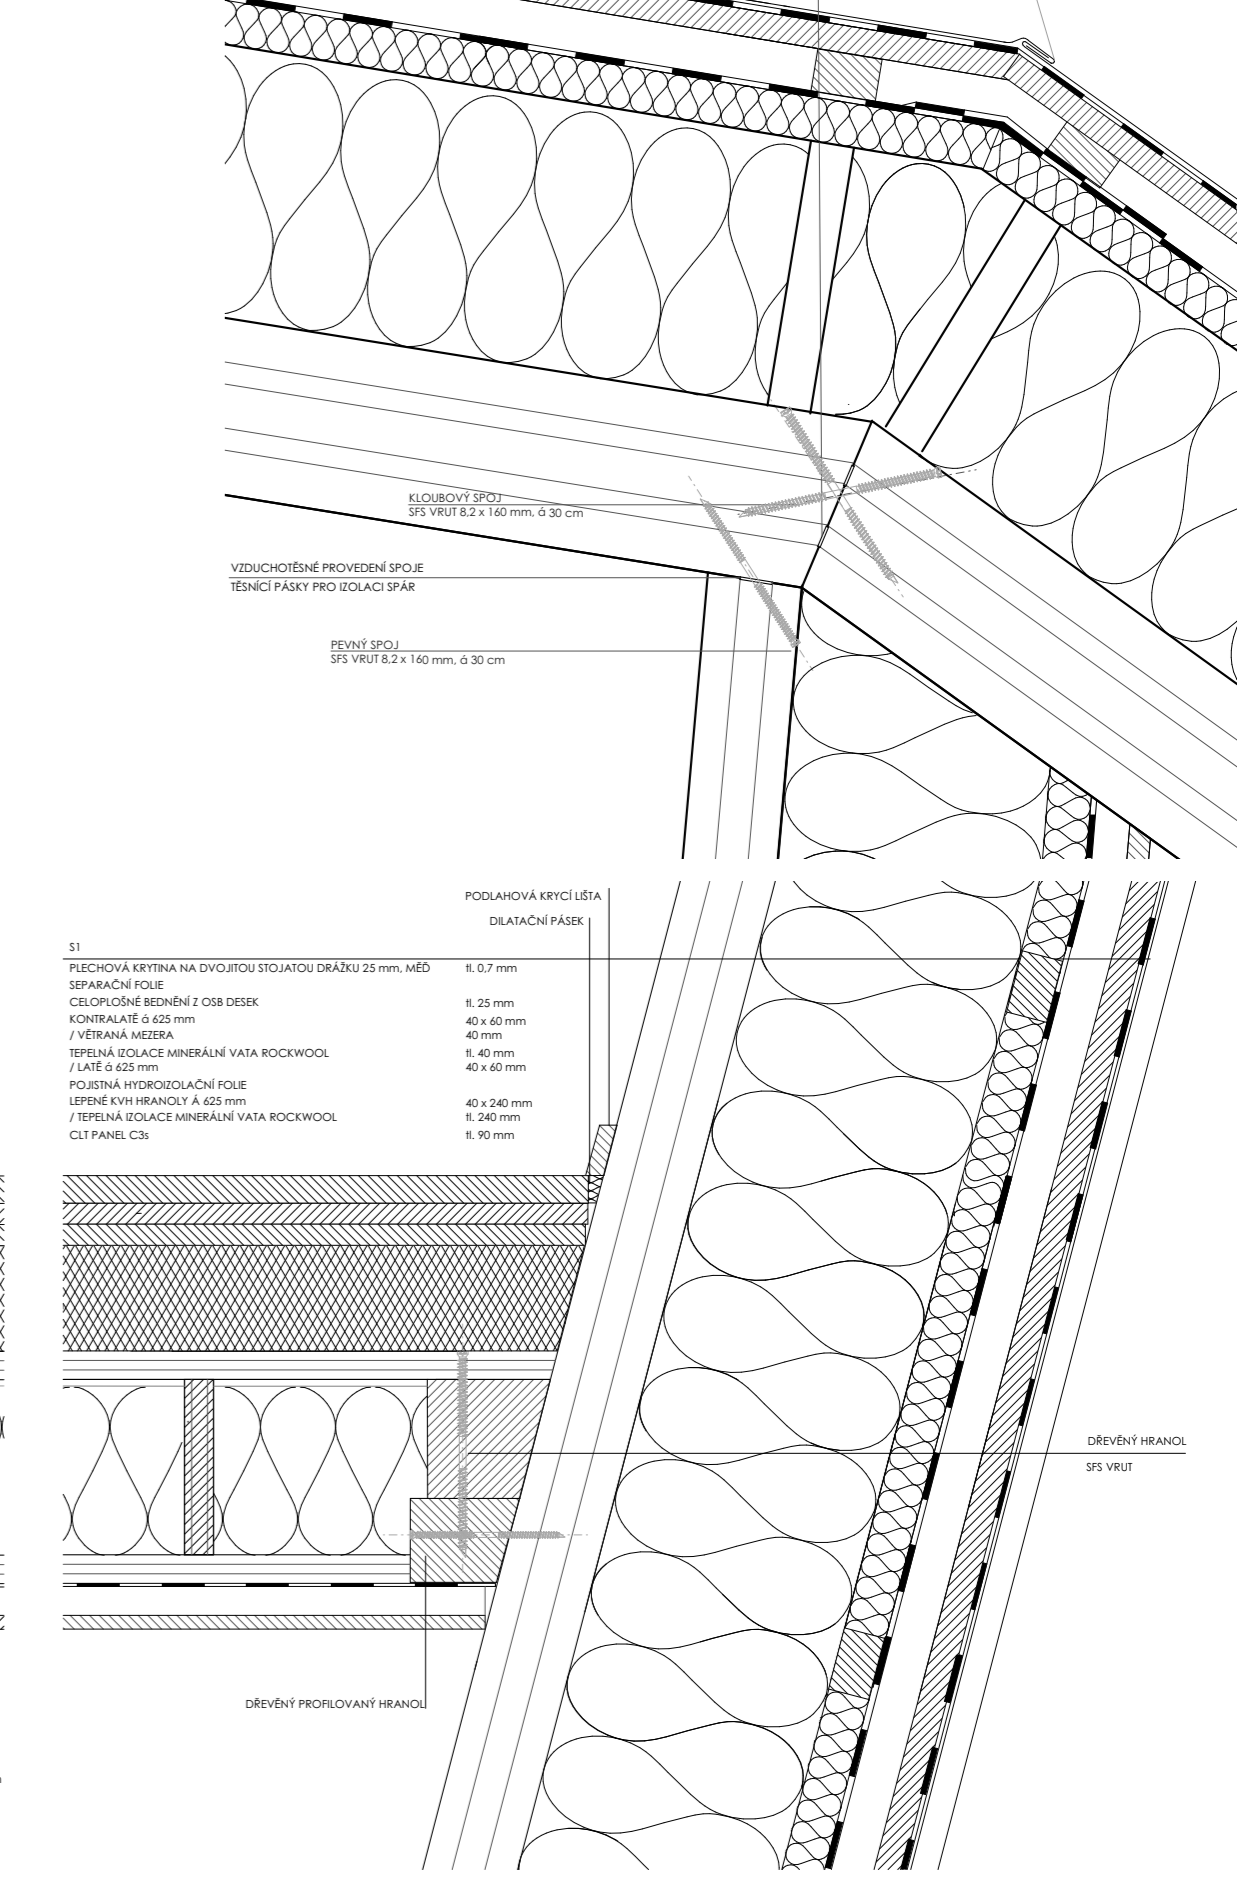 KLOUBOVÝ SPOJ
SFS VRUT 8,2 x 160 mm, á 30 cm
VZDUCHOTĚSNÉ PROVEDENÍ SPOJE
TĚSNÍCÍ PÁSKY PRO IZOLACI SPÁR
PEVNÝ SPOJ
SFS VRUT 8,2 x 160 mm, á 30 cm
PODLAHOVÁ KRYCÍ LIŠTA
DILATAČNÍ PÁSEK
S1
PLECHOVÁ KRYTINA NA DVOJITOU STOJATOU DRÁŽKU 25 mm, MĚĎ tl. 0,7 mm
SEPARAČNÍ FOLIE
CELOPLOŠNÉ BEDNĚNÍ Z OSB DESEK tl. 25 mm
KONTRALATĚ á 625 mm 40 x 60 mm
/ VĚTRANÁ MEZERA 40 mm
TEPELNÁ IZOLACE MINERÁLNÍ VATA ROCKWOOL tl. 40 mm
/ LATĚ á 625 mm 40 x 60 mm
POJISTNÁ HYDROIZOLAČNÍ FOLIE
LEPENÉ KVH HRANOLY Á 625 mm 40 x 240 mm
/ TEPELNÁ IZOLACE MINERÁLNÍ VATA ROCKWOOL tl. 240 mm
CLT PANEL C3s tl. 90 mm
DŘEVĚNÝ HRANOL
SFS VRUT
DŘEVĚNÝ PROFILOVANÝ HRANOL